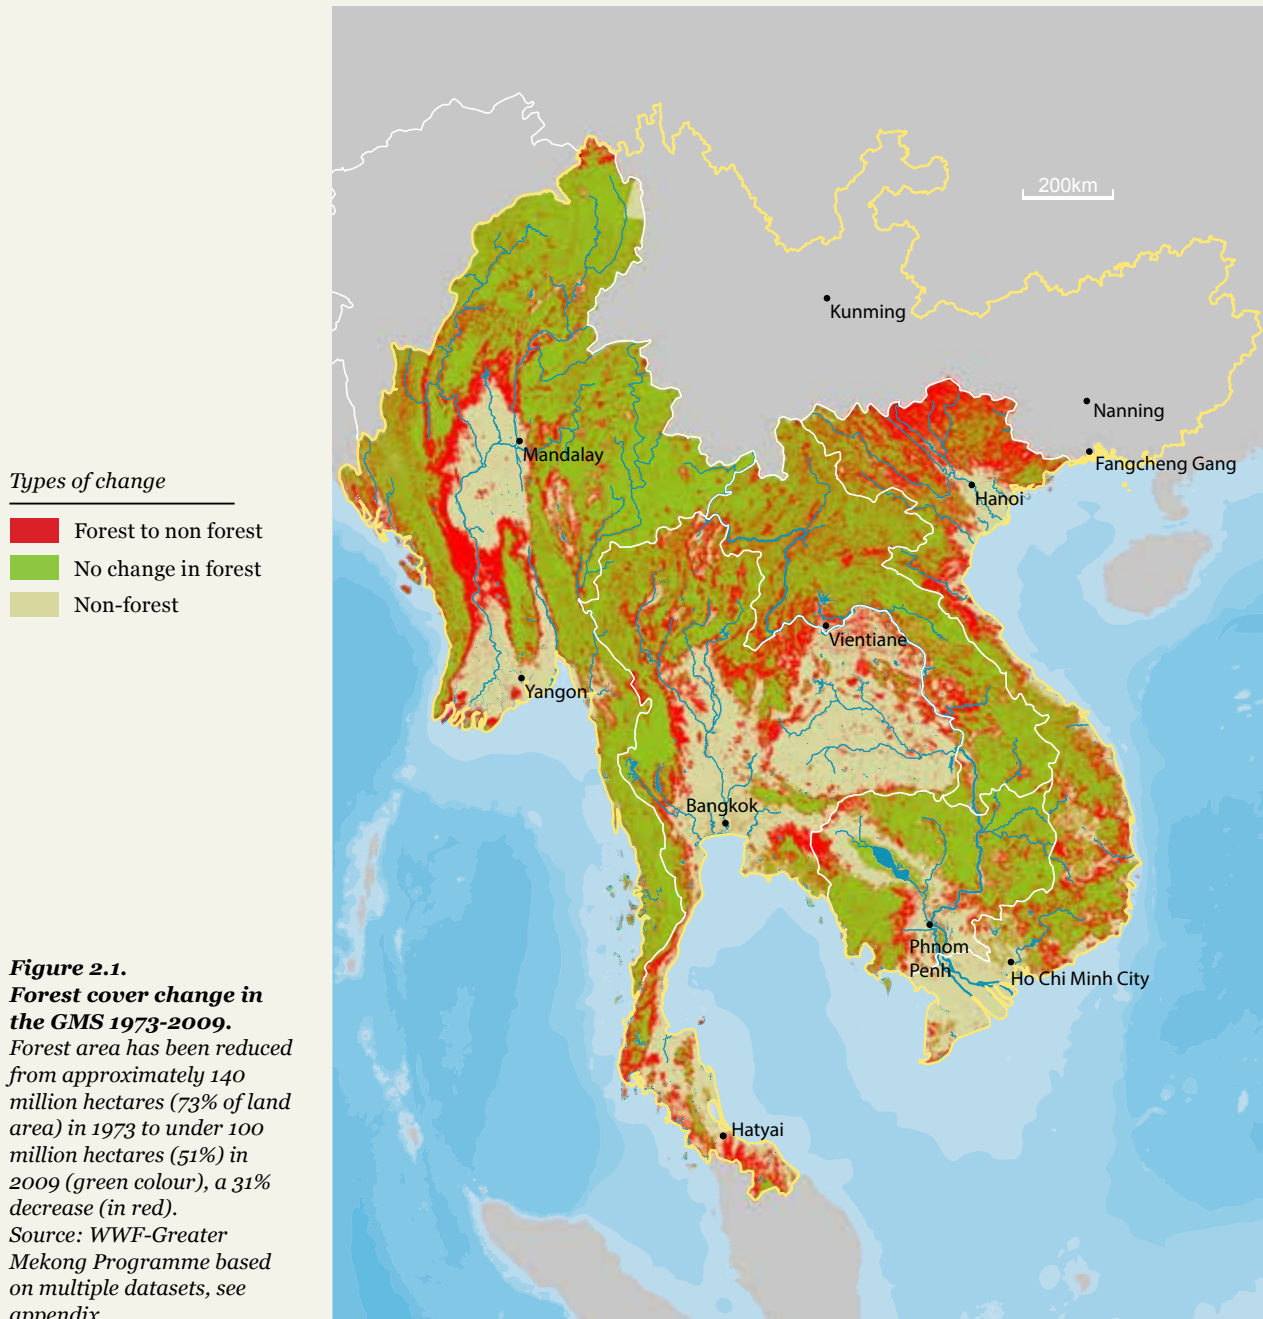 200km
Kunming
Nanning
Fangcheng Gang
Mandalay
Hanoi
Types of change
Forest to non forest
No change in forest
Non-forest
Vientiane
Yangon
Bangkok
Phnom
Penh
Ho Chi Minh City
Hatyai
Figure 2.1.
Forest cover change in
the GMS 1973-2009.
Forest area has been reduced
from approximately 140
million hectares (73% of land
area) in 1973 to under 100
million hectares (51%) in
2009 (green colour), a 31%
decrease (in red).
Source: WWF-Greater
Mekong Programme based
on multiple datasets, see
appendix